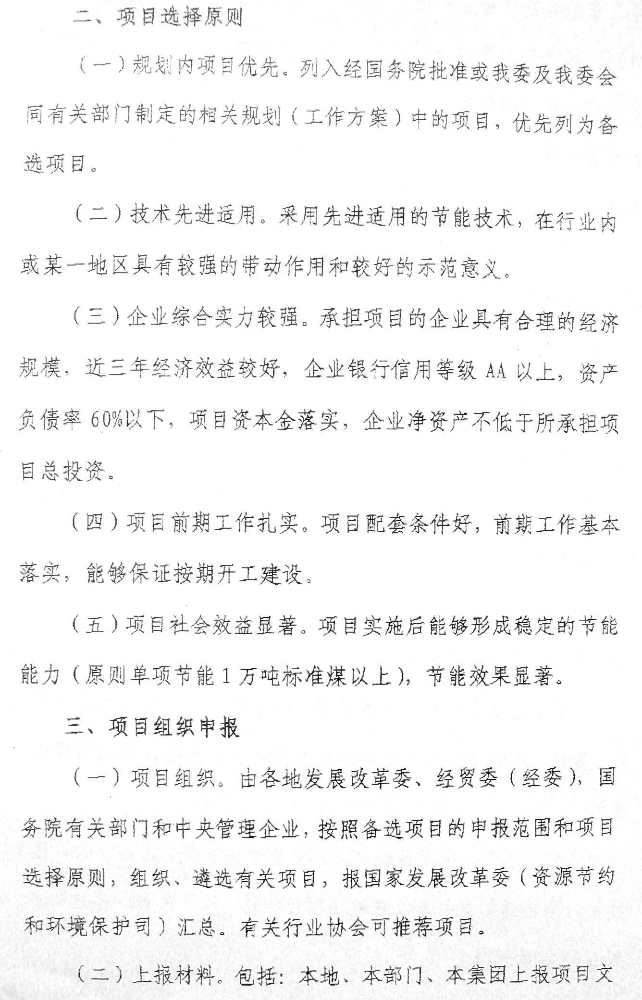 二、项目选择原则
（一）规划内项目优先。列入经国务院批准或我委及我委会
同有关部门制定的相关规划（工作方案）中的项目，优先列为备
选项目。
（二）技术先进适用。采用先进适用的节能技术，在行业内
或某一地区具有较强的带动作用和较好的示范意义。
（三）企业综合实力较强。承担项目的企业具有合理的经济
规模，近三年经济效益较好，企业银行信用等级 AA 以上，资产
负债率 60%以下，项目资本金落实，企业净资产不低于所承担项
目总投资。
（四）项目前期工作扎实。项目配套条件好，前期工作基本
落实，能够保证按期开工建设。
（五）项目社会效益显著。项目实施后能够形成稳定的节能
能力（原则单项节能 1 万吨标准煤以上），节能效果显著。
三、项目组织申报
（一）项目组织。由各地发展改革委、经贸委（经委），国
务院有关部门和中央管理企业，按照备选项目的申报范围和项目
选择原则，组织、遴选有关项目，报国家发展改革委（资源节约
和环境保护司）汇总。有关行业协会可推荐项目。
（二）上报材料。包括：本地、本部门、本集团上报项目文